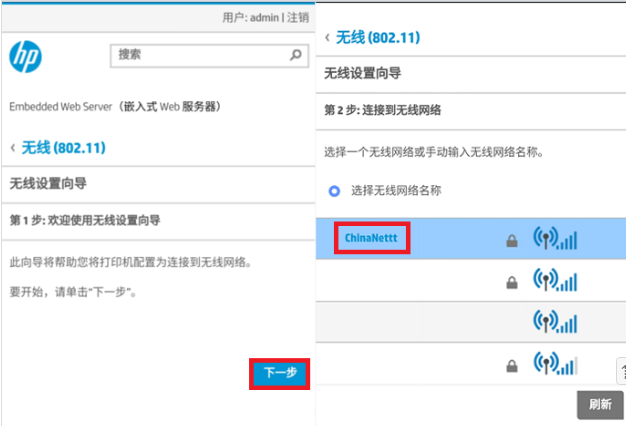 用户: admin | 注销
hp
搜索
Embedded Web Server（嵌入式 Web 服务器）
‹ 无线 (802.11)
无线设置向导
第 1 步: 欢迎使用无线设置向导
此向导将帮助您将打印机配置为连接到无线网络。
要开始，请单击“下一步”。
下一步
‹ 无线 (802.11)
无线设置向导
第 2 步: 连接到无线网络
选择一个无线网络或手动输入无线网络名称。
选择无线网络名称
ChinaNettt
刷新